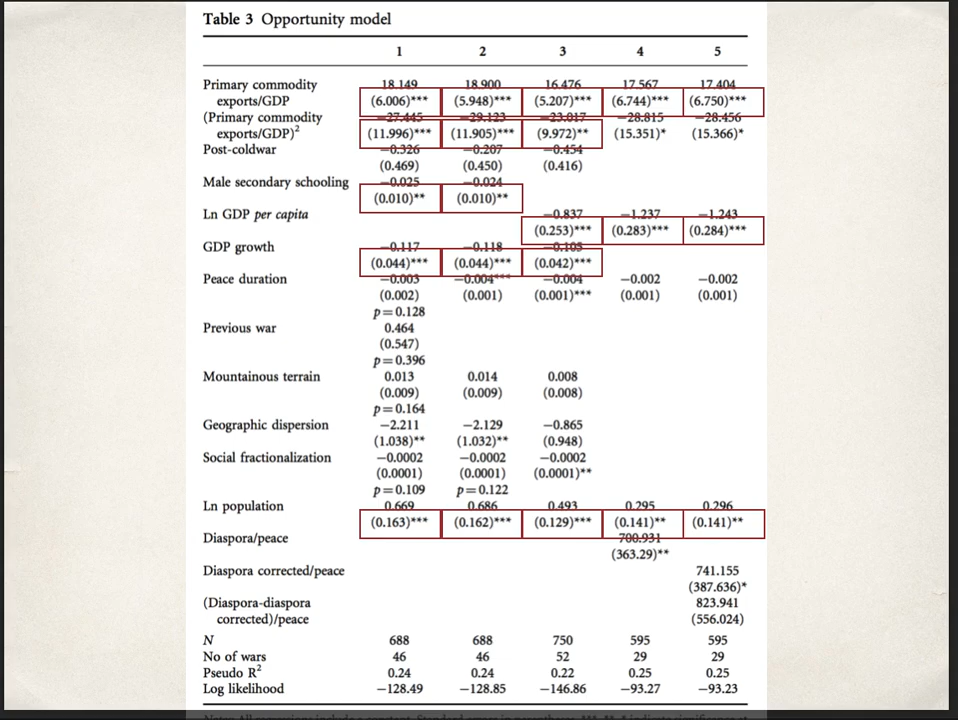 Table 3 Opportunity model
1 2 3 4 5
Primary commodity 18.149 18.900 16.476 17.567 17.404
exports/GDP (6.006)*** (5.948)*** (5.207)*** (6.744)*** (6.750)***
(Primary commodity −27.445 −29.123 −23.017 −28.815 −28.456
exports/GDP)² (11.996)*** (11.905)*** (9.972)** (15.351)* (15.366)*
Post-coldwar −0.326 −0.207 −0.454
(0.469) (0.450) (0.416)
Male secondary schooling −0.025 −0.024
(0.010)** (0.010)**
Ln GDP per capita −0.837 −1.237 −1.243
(0.253)*** (0.283)*** (0.284)***
GDP growth −0.117 −0.118 −0.105
(0.044)*** (0.044)*** (0.042)***
Peace duration −0.003 −0.004*** −0.004 −0.002 −0.002
(0.002) (0.001) (0.001)*** (0.001) (0.001)
p=0.128
Previous war 0.464
(0.547)
p=0.396
Mountainous terrain 0.013 0.014 0.008
(0.009) (0.009) (0.008)
p=0.164
Geographic dispersion −2.211 −2.129 −0.865
(1.038)** (1.032)** (0.948)
Social fractionalization −0.0002 −0.0002 −0.0002
(0.0001) (0.0001) (0.0001)**
p=0.109 p=0.122
Ln population 0.669 0.686 0.493 0.295 0.296
(0.163)*** (0.162)*** (0.129)*** (0.141)** (0.141)**
Diaspora/peace 700.931
(363.29)**
Diaspora corrected/peace 741.155
(387.636)*
(Diaspora-diaspora 823.941
corrected)/peace (556.024)
N 688 688 750 595 595
No of wars 46 46 52 29 29
Pseudo R² 0.24 0.24 0.22 0.25 0.25
Log likelihood −128.49 −128.85 −146.86 −93.27 −93.23